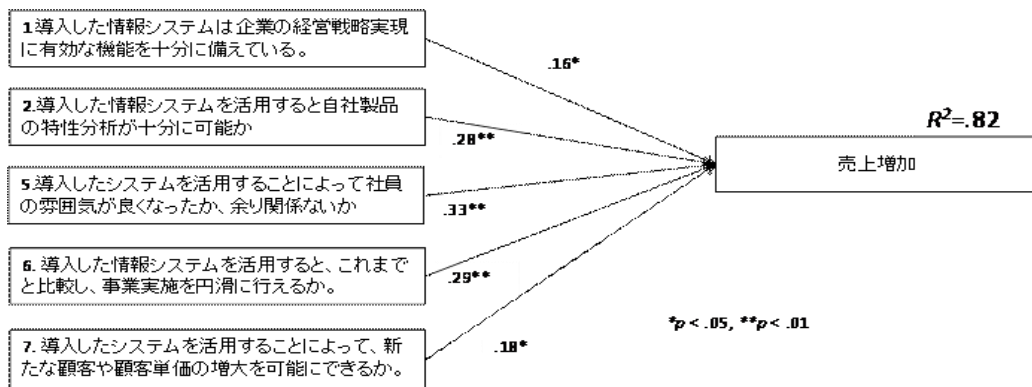 1 導入した情報システムは企業の経営戦略実現
に有効な機能を十分に備えている。
.16*
2.導入した情報システムを活用すると自社製品
の特性分析が十分に可能か
.28**
R²=.82
売上増加
5.導入したシステムを活用することによって社員
の雰囲気が良くなったか、余り関係ないか
.33**
6. 導入した情報システムを活用すると、これまで
と比較し、事業実施を円滑に行えるか。
.29**
*p < .05, **p < .01
7. 導入したシステムを活用することによって、新
たな顧客や顧客単価の増大を可能にできるか。
.18*